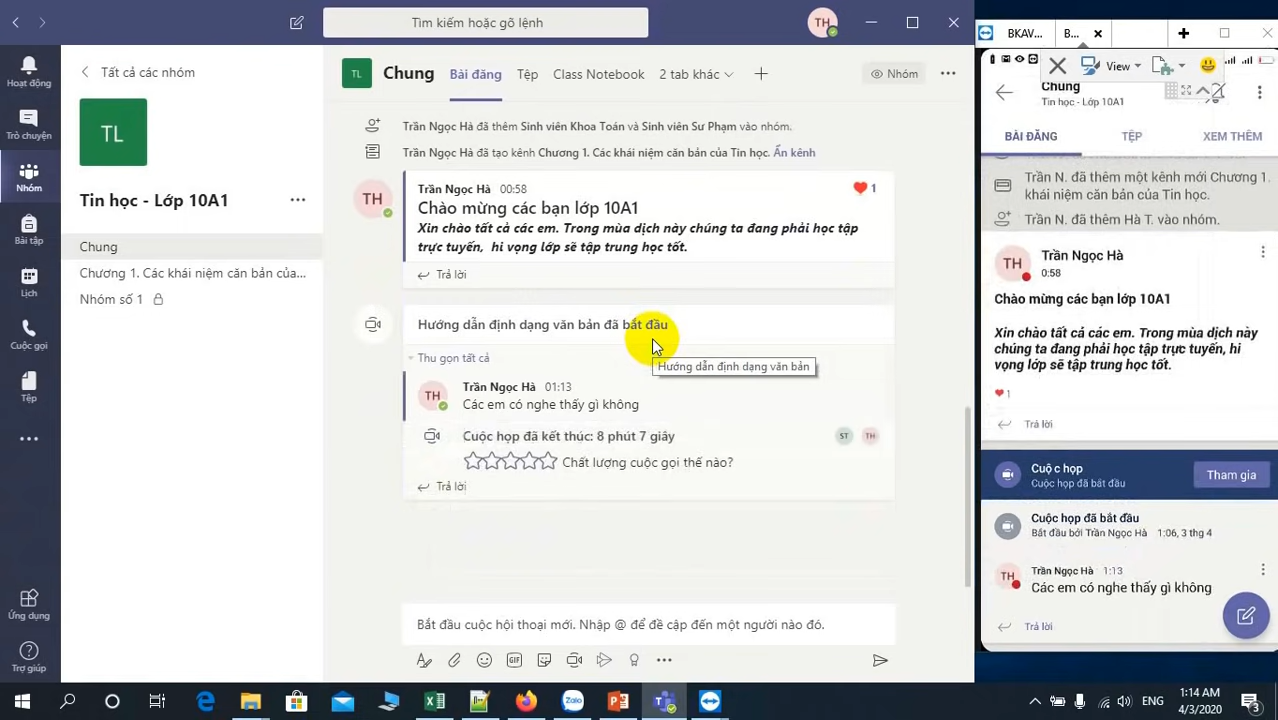 Tìm kiếm hoặc gõ lệnh
TH
Hoạt động
Trò chuyện
Nhóm
Bài tập
Lịch
Cuộc gọi
Tệp
Ứng dụng
Trợ giúp
Tất cả các nhóm
TL
Tin học - Lớp 10A1
Chung
Chương 1. Các khái niệm căn bản của...
Nhóm số 1
TL Chung Bài đăng Tệp Class Notebook 2 tab khác Nhóm
Trần Ngọc Hà đã thêm Sinh viên Khoa Toán và Sinh viên Sư Phạm vào nhóm.
Trần Ngọc Hà đã tạo kênh Chương 1. Các khái niệm căn bản của Tin học. Ẩn kênh
TH Trần Ngọc Hà 00:58 1
Chào mừng các bạn lớp 10A1
Xin chào tất cả các em. Trong mùa dịch này chúng ta đang phải học tập
trực tuyến, hi vọng lớp sẽ tập trung học tốt.
Trả lời
Hướng dẫn định dạng văn bản đã bắt đầu
Thu gọn tất cả
Hướng dẫn định dạng văn bản
TH Trần Ngọc Hà 01:13
Các em có nghe thấy gì không
Cuộc họp đã kết thúc: 8 phút 7 giây ST TH
Chất lượng cuộc gọi thế nào?
Trả lời
Bắt đầu cuộc hội thoại mới. Nhập @ để đề cập đến một người nào đó.
GIF
BKAV... B...
View
Chung
Tin học - Lớp 10A1
BÀI ĐĂNG TỆP XEM THÊM
Trần N. đã thêm một kênh mới Chương 1.
khái niệm căn bản của Tin học.
Trần N. đã thêm Hà T. vào nhóm.
TH Trần Ngọc Hà
0:58
Chào mừng các bạn lớp 10A1
Xin chào tất cả các em. Trong mùa dịch này
chúng ta đang phải học tập trực tuyến, hi
vọng lớp sẽ tập trung học tốt.
1
Trả lời
Cuộc họp
Cuộc họp đã bắt đầu
Tham gia
Cuộc họp đã bắt đầu
Bắt đầu bởi Trần Ngọc Hà 1:06, 3 thg 4
TH Trần Ngọc Hà 1:13
Các em có nghe thấy gì không
Trả lời
Zalo
ENG
1:14 AM
4/3/2020
3